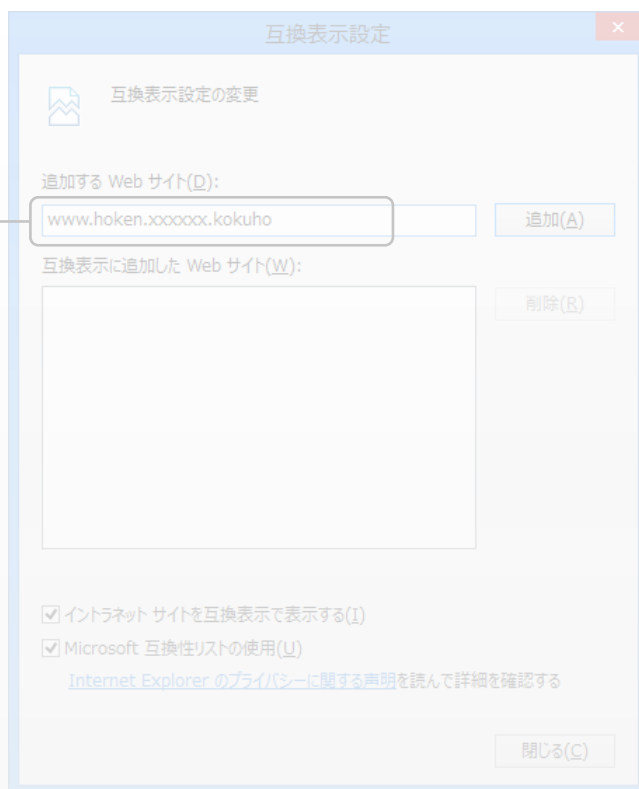 互換表示設定
互換表示設定の変更
追加する Web サイト(D):
www.hoken.xxxxxx.kokuho
追加(A)
互換表示に追加した Web サイト(W):
削除(R)
イントラネット サイトを互換表示で表示する(I)
Microsoft 互換性リストの使用(U)
Internet Explorer のプライバシーに関する声明を読んで詳細を確認する
閉じる(C)